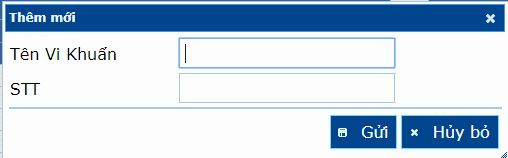 Thêm mới
Tên Vi Khuẩn
STT
Gửi Hủy bỏ